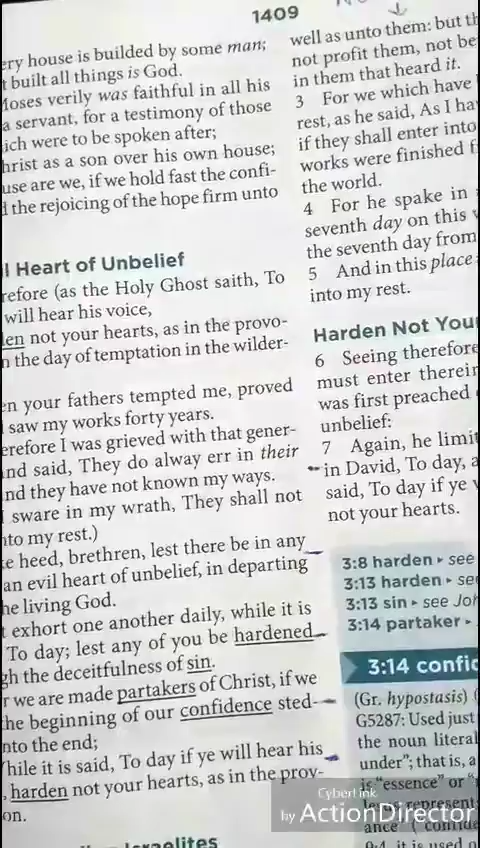 1409
ery house is builded by some man;
t built all things is God.
Moses verily was faithful in all his
a servant, for a testimony of those
ich were to be spoken after;
hrist as a son over his own house;
use are we, if we hold fast the confi-
d the rejoicing of the hope firm unto
l Heart of Unbelief
refore (as the Holy Ghost saith, To
will hear his voice,
en not your hearts, as in the provo-
n the day of temptation in the wilder-
en your fathers tempted me, proved
saw my works forty years.
erefore I was grieved with that gener-
nd said, They do alway err in their
nd they have not known my ways.
I sware in my wrath, They shall not
nto my rest.)
e heed, brethren, lest there be in any
an evil heart of unbelief, in departing
he living God.
t exhort one another daily, while it is
To day; lest any of you be hardened
gh the deceitfulness of sin.
r we are made partakers of Christ, if we
he beginning of our confidence sted-
nto the end;
hile it is said, To day if ye will hear his
, harden not your hearts, as in the prov-
on.
well as unto them: but th
not profit them, not be
in them that heard it.
3 For we which have
rest, as he said, As I ha
if they shall enter into
works were finished f
the world.
4 For he spake in
seventh day on this
the seventh day from
5 And in this place
into my rest.
Harden Not You
6 Seeing therefore
must enter therein
was first preached
unbelief:
7 Again, he limit
in David, To day, a
said, To day if ye
not your hearts.
3:8 harden ▸ see
3:13 harden ▸ se
3:13 sin ▸ see Joh
3:14 partaker ▸
3:14 confid
(Gr. hypostasis) (
G5287: Used just
the noun literal
under"; that is, a
is "essence" or "
represent
ance"
it is used
CyberLink
by ActionDirector